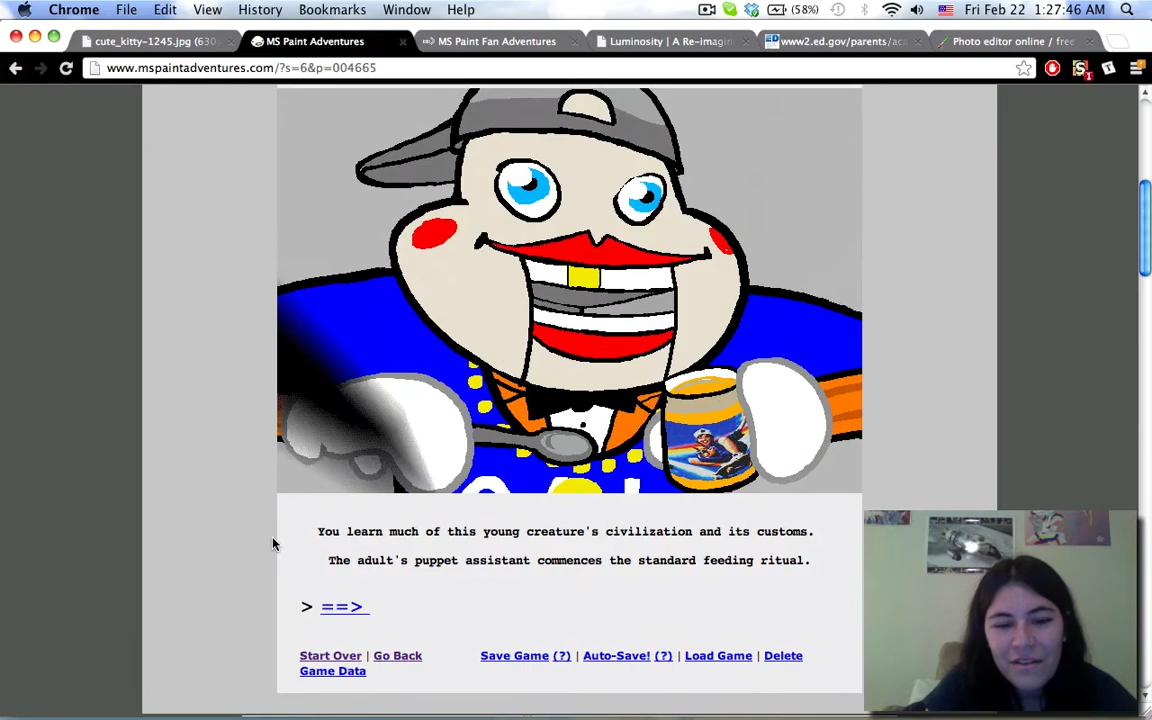 Chrome File Edit View History Bookmarks Window Help (58%) Fri Feb 22 1:27:46 AM
cute_kitty-1245.jpg (630 MS Paint Adventures MS Paint Fan Adventures Luminosity | A Re-imagin www2.ed.gov/parents/aca Photo editor online / free
www.mspaintadventures.com/?s=6&p=004665
You learn much of this young creature's civilization and its customs.
The adult's puppet assistant commences the standard feeding ritual.
> ==>
Start Over | Go Back Save Game (?) | Auto-Save! (?) | Load Game | Delete
Game Data